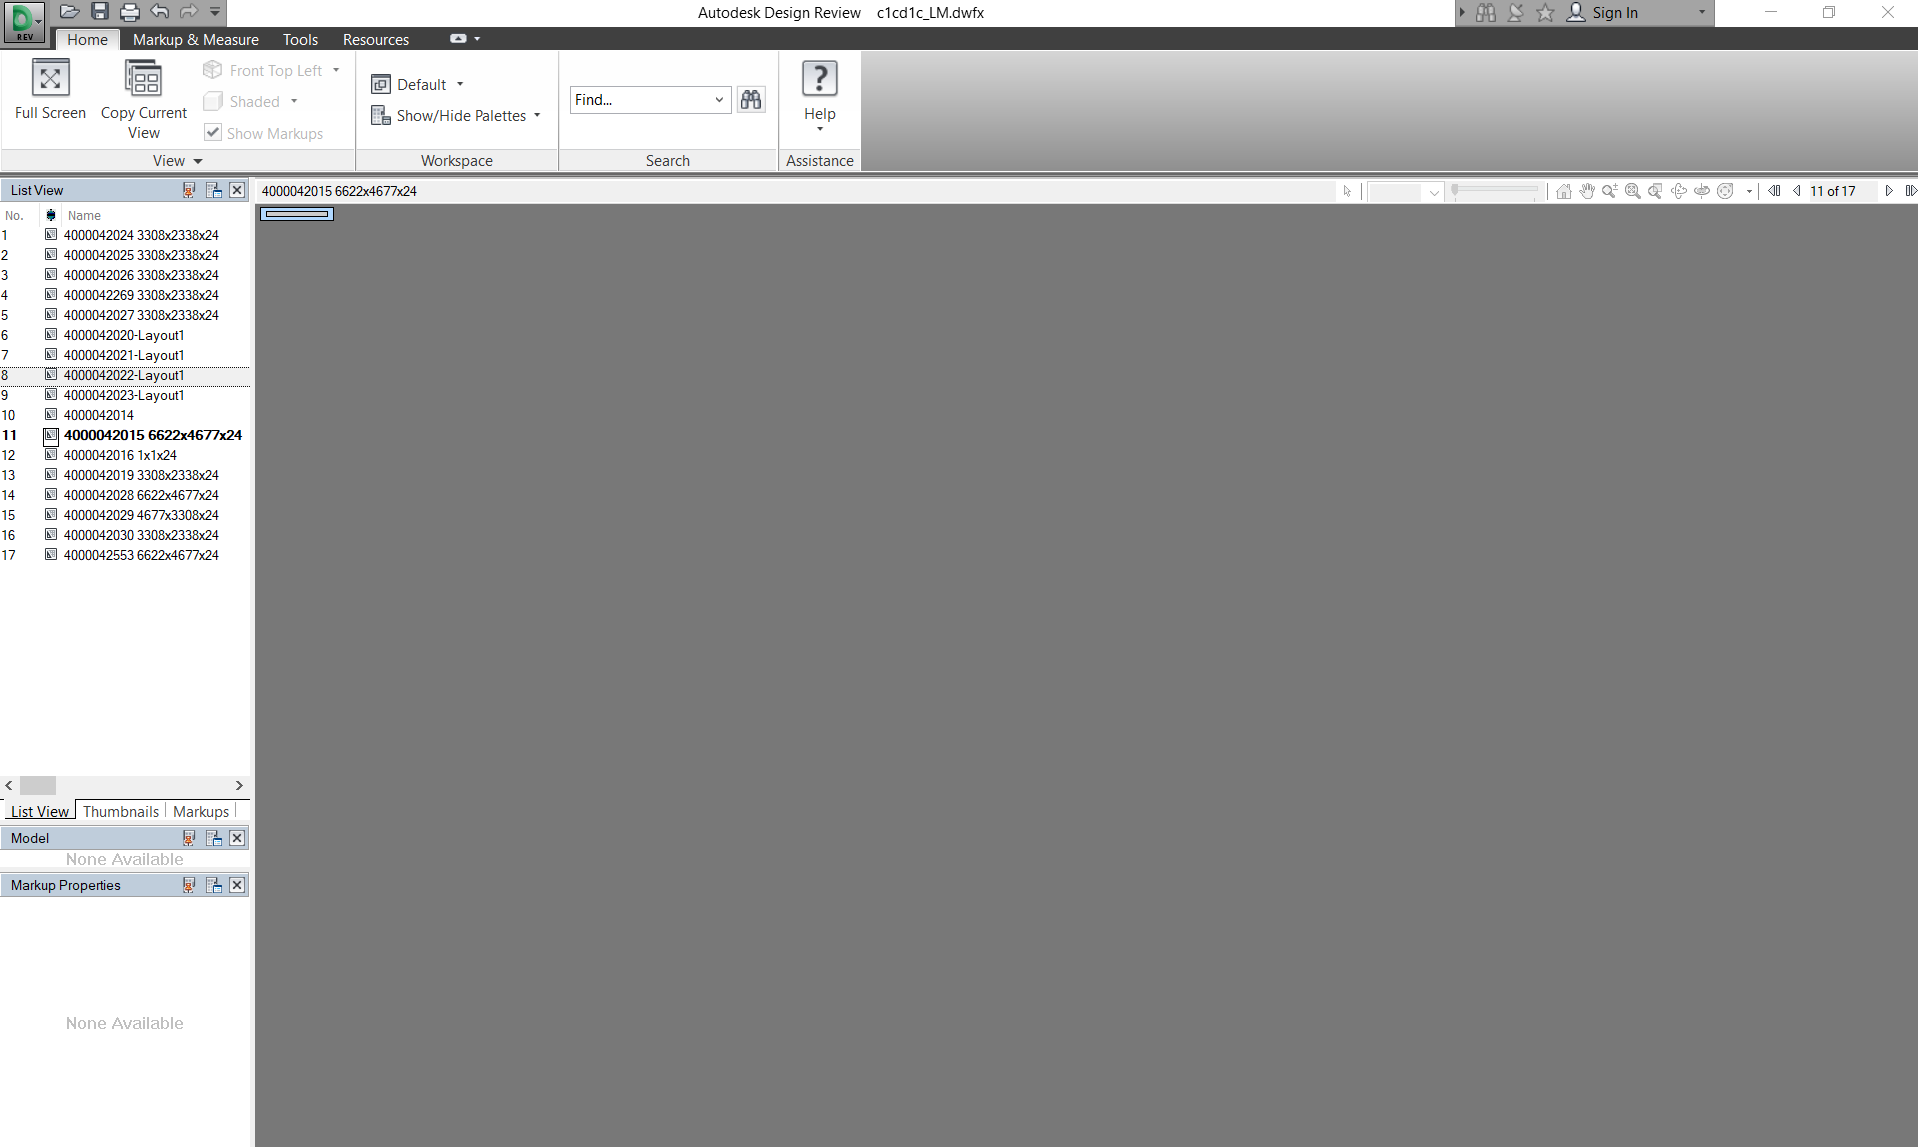 Autodesk Design Review c1cd1c_LM.dwfx
Sign In
REV
Home Markup & Measure Tools Resources
Full Screen
Copy Current View
Front Top Left
Shaded
Show Markups
View
Default
Show/Hide Palettes
Workspace
Find...
Search
Help
Assistance
List View
No. Name
1 4000042024 3308x2338x24
2 4000042025 3308x2338x24
3 4000042026 3308x2338x24
4 4000042269 3308x2338x24
5 4000042027 3308x2338x24
6 4000042020-Layout1
7 4000042021-Layout1
8 4000042022-Layout1
9 4000042023-Layout1
10 4000042014
11 4000042015 6622x4677x24
12 4000042016 1x1x24
13 4000042019 3308x2338x24
14 4000042028 6622x4677x24
15 4000042029 4677x3308x24
16 4000042030 3308x2338x24
17 4000042553 6622x4677x24
List View Thumbnails Markups
Model
None Available
Markup Properties
None Available
4000042015 6622x4677x24
11 of 17